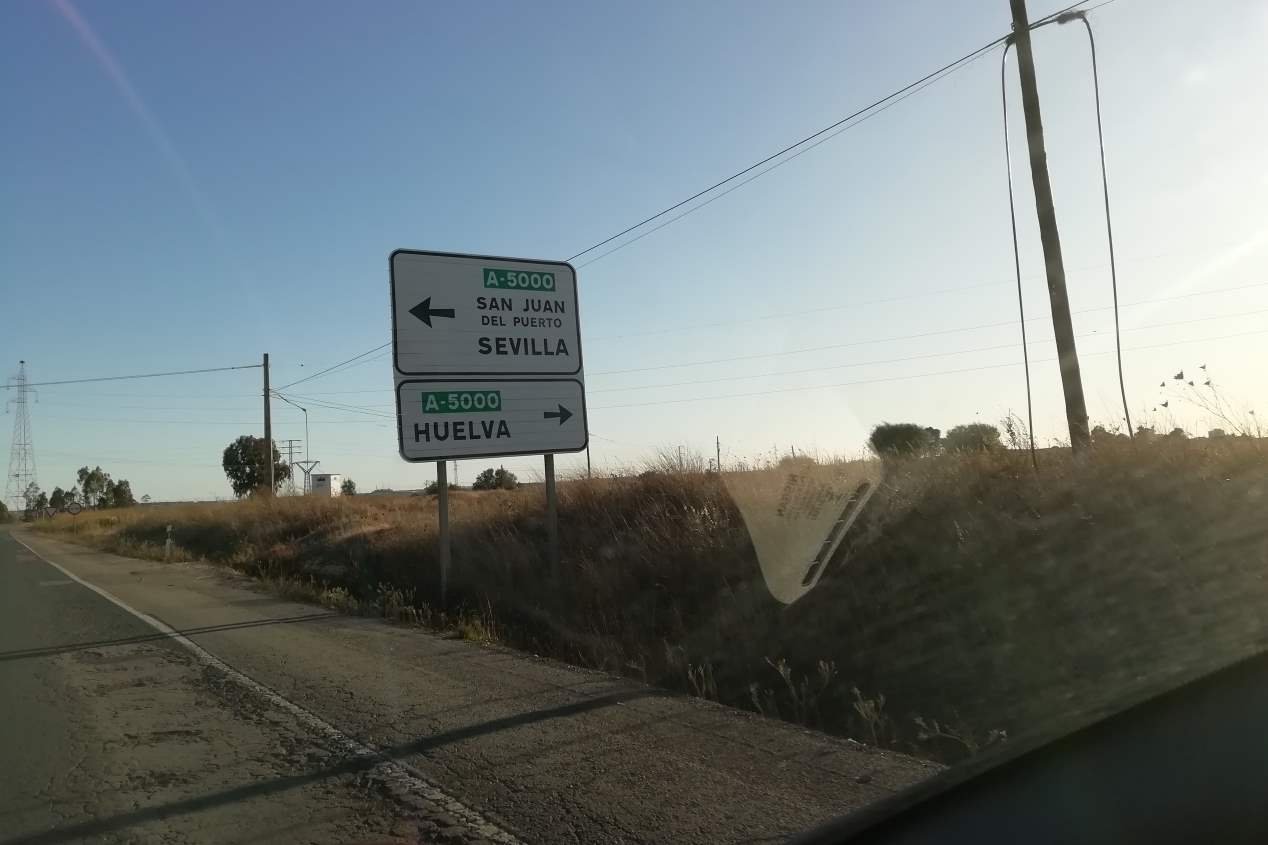 A-5000
SAN JUAN
DEL PUERTO
SEVILLA
A-5000
HUELVA